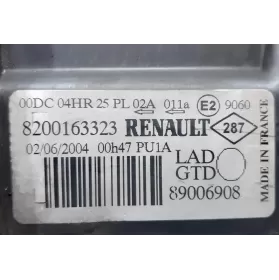 00DC 04HR 25 PL 02A 011a E2 9060
8200163323 RENAULT 287
02/06/2004 00h47 PU1A LAD
GTD
89006908
MADE IN FRANCE